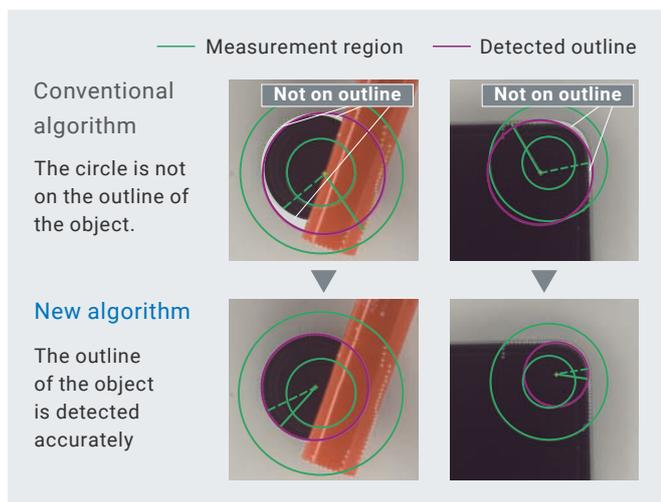 Measurement region
Detected outline
Conventional
algorithm
The circle is not
on the outline of
the object.
Not on outline
Not on outline
New algorithm
The outline
of the object
is detected
accurately